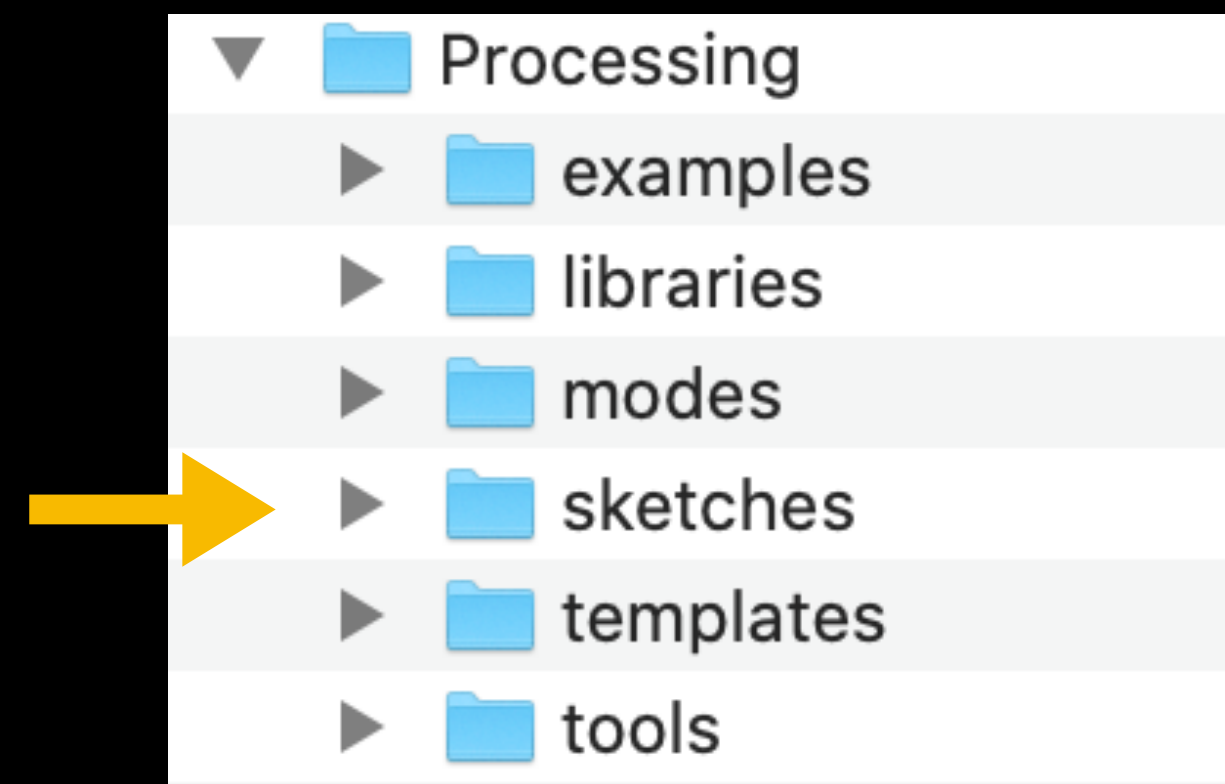 Processing
examples
libraries
modes
sketches
templates
tools